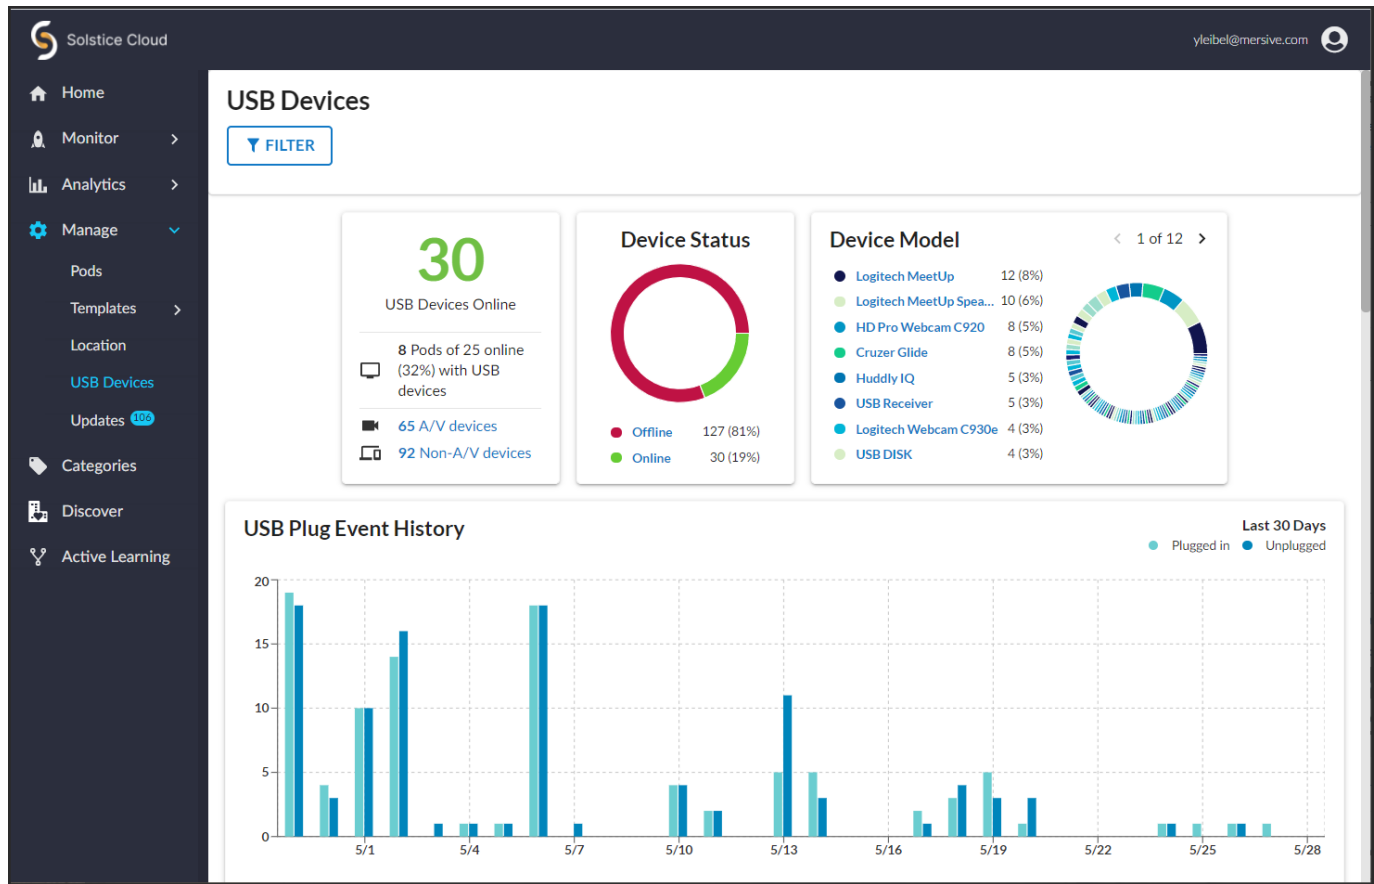 Solstice Cloud
yleibel@mersive.com
Home
Monitor
Analytics
Manage
Pods
Templates
Location
USB Devices
Updates 106
Categories
Discover
Active Learning
USB Devices
FILTER
30
USB Devices Online
8 Pods of 25 online
(32%) with USB
devices
65 A/V devices
92 Non-A/V devices
Device Status
Offline 127 (81%)
Online 30 (19%)
Device Model
1 of 12
Logitech MeetUp 12 (8%)
Logitech MeetUp Spea... 10 (6%)
HD Pro Webcam C920 8 (5%)
Cruzer Glide 8 (5%)
Huddly IQ 5 (3%)
USB Receiver 5 (3%)
Logitech Webcam C930e 4 (3%)
USB DISK 4 (3%)
USB Plug Event History
Last 30 Days
Plugged in Unplugged
20
15
10
5
0
5/1 5/4 5/7 5/10 5/13 5/16 5/19 5/22 5/25 5/28